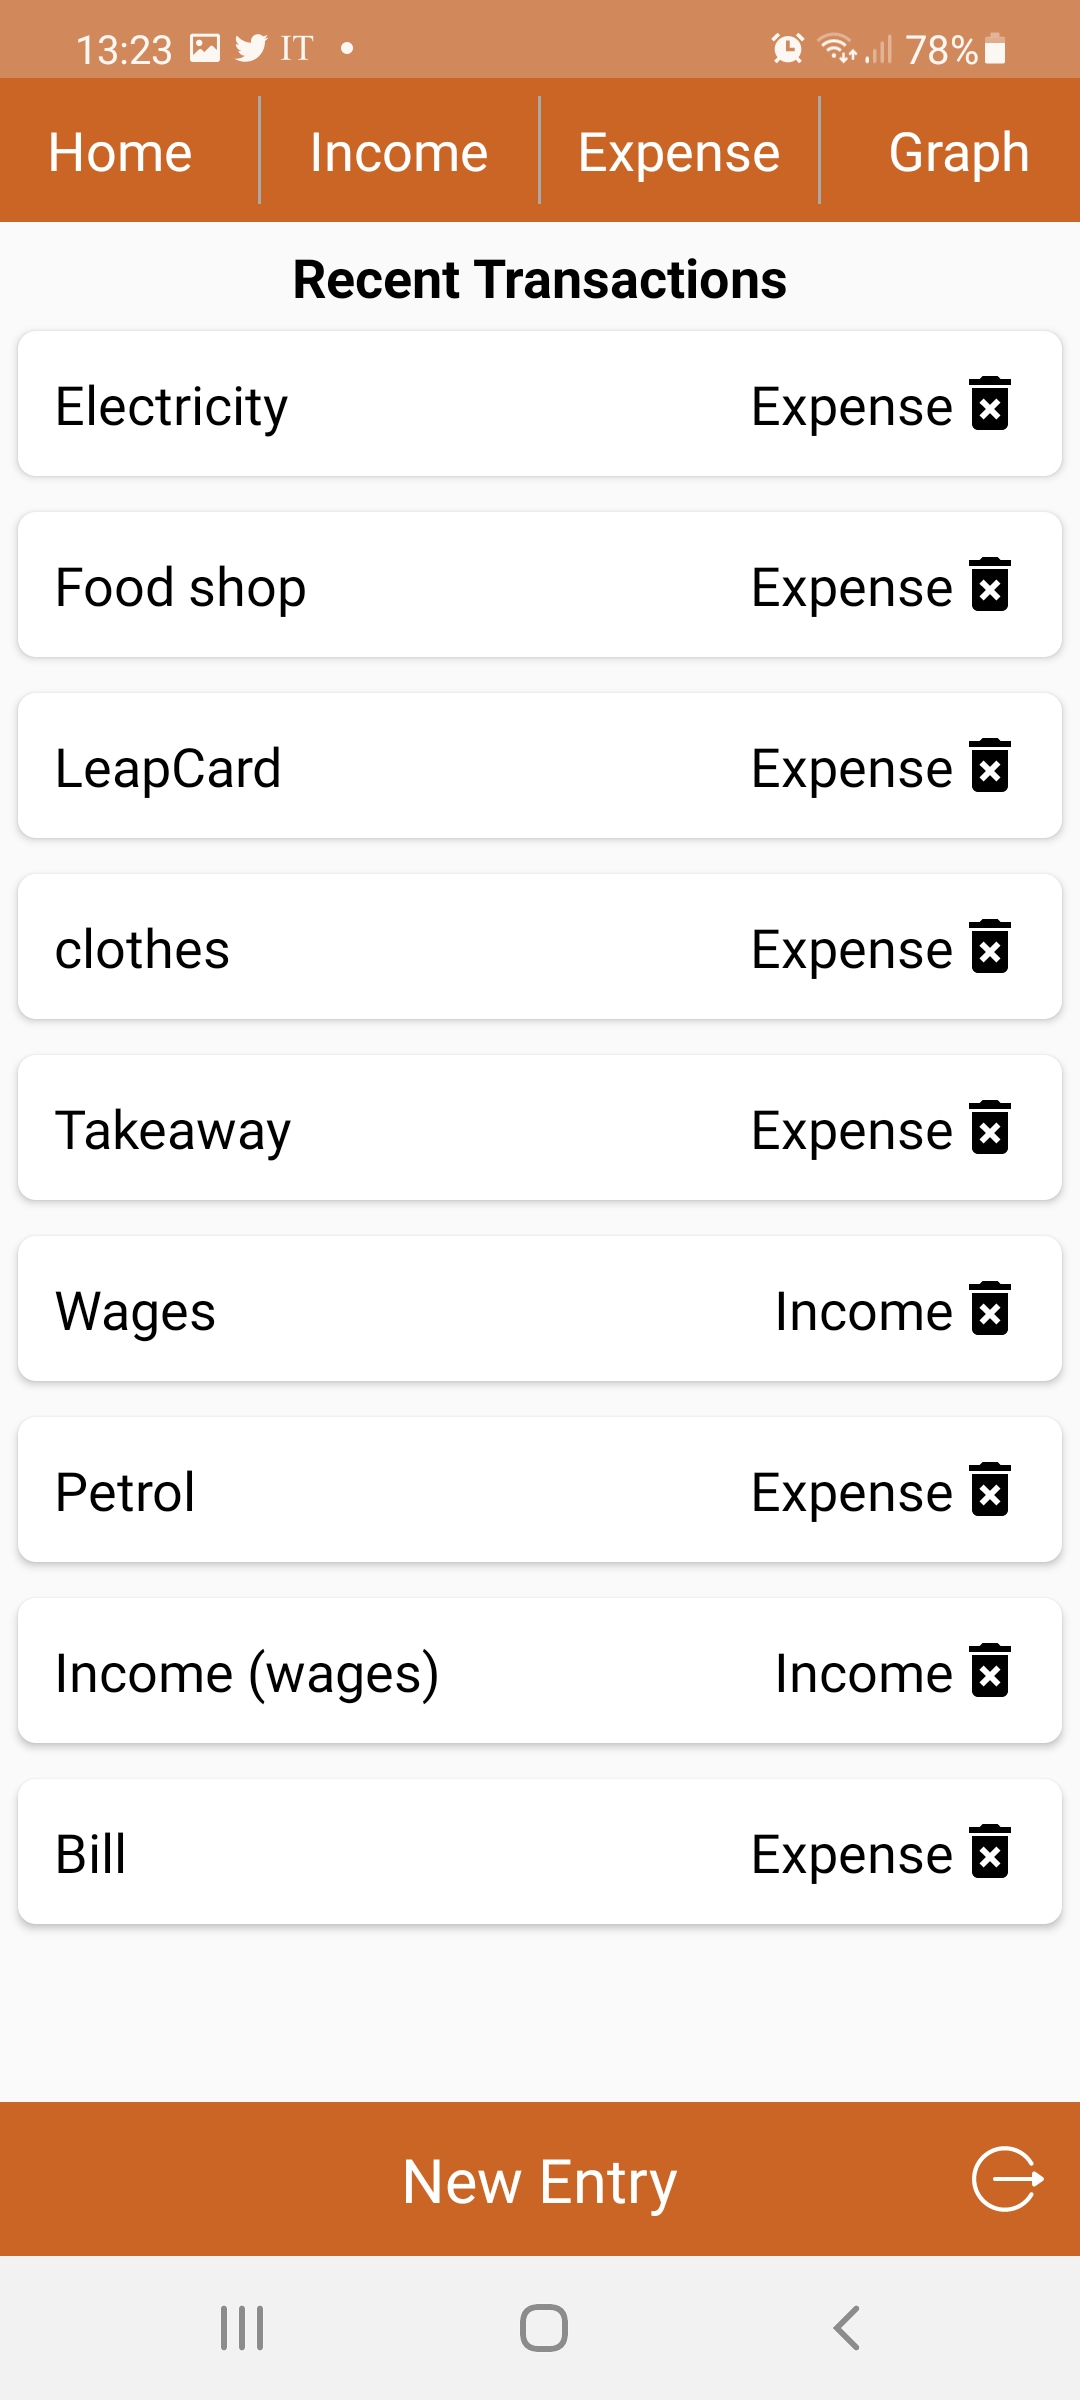 13:23 IT 78%
Home Income Expense Graph
Recent Transactions
Electricity Expense
Food shop Expense
LeapCard Expense
clothes Expense
Takeaway Expense
Wages Income
Petrol Expense
Income (wages) Income
Bill Expense
New Entry